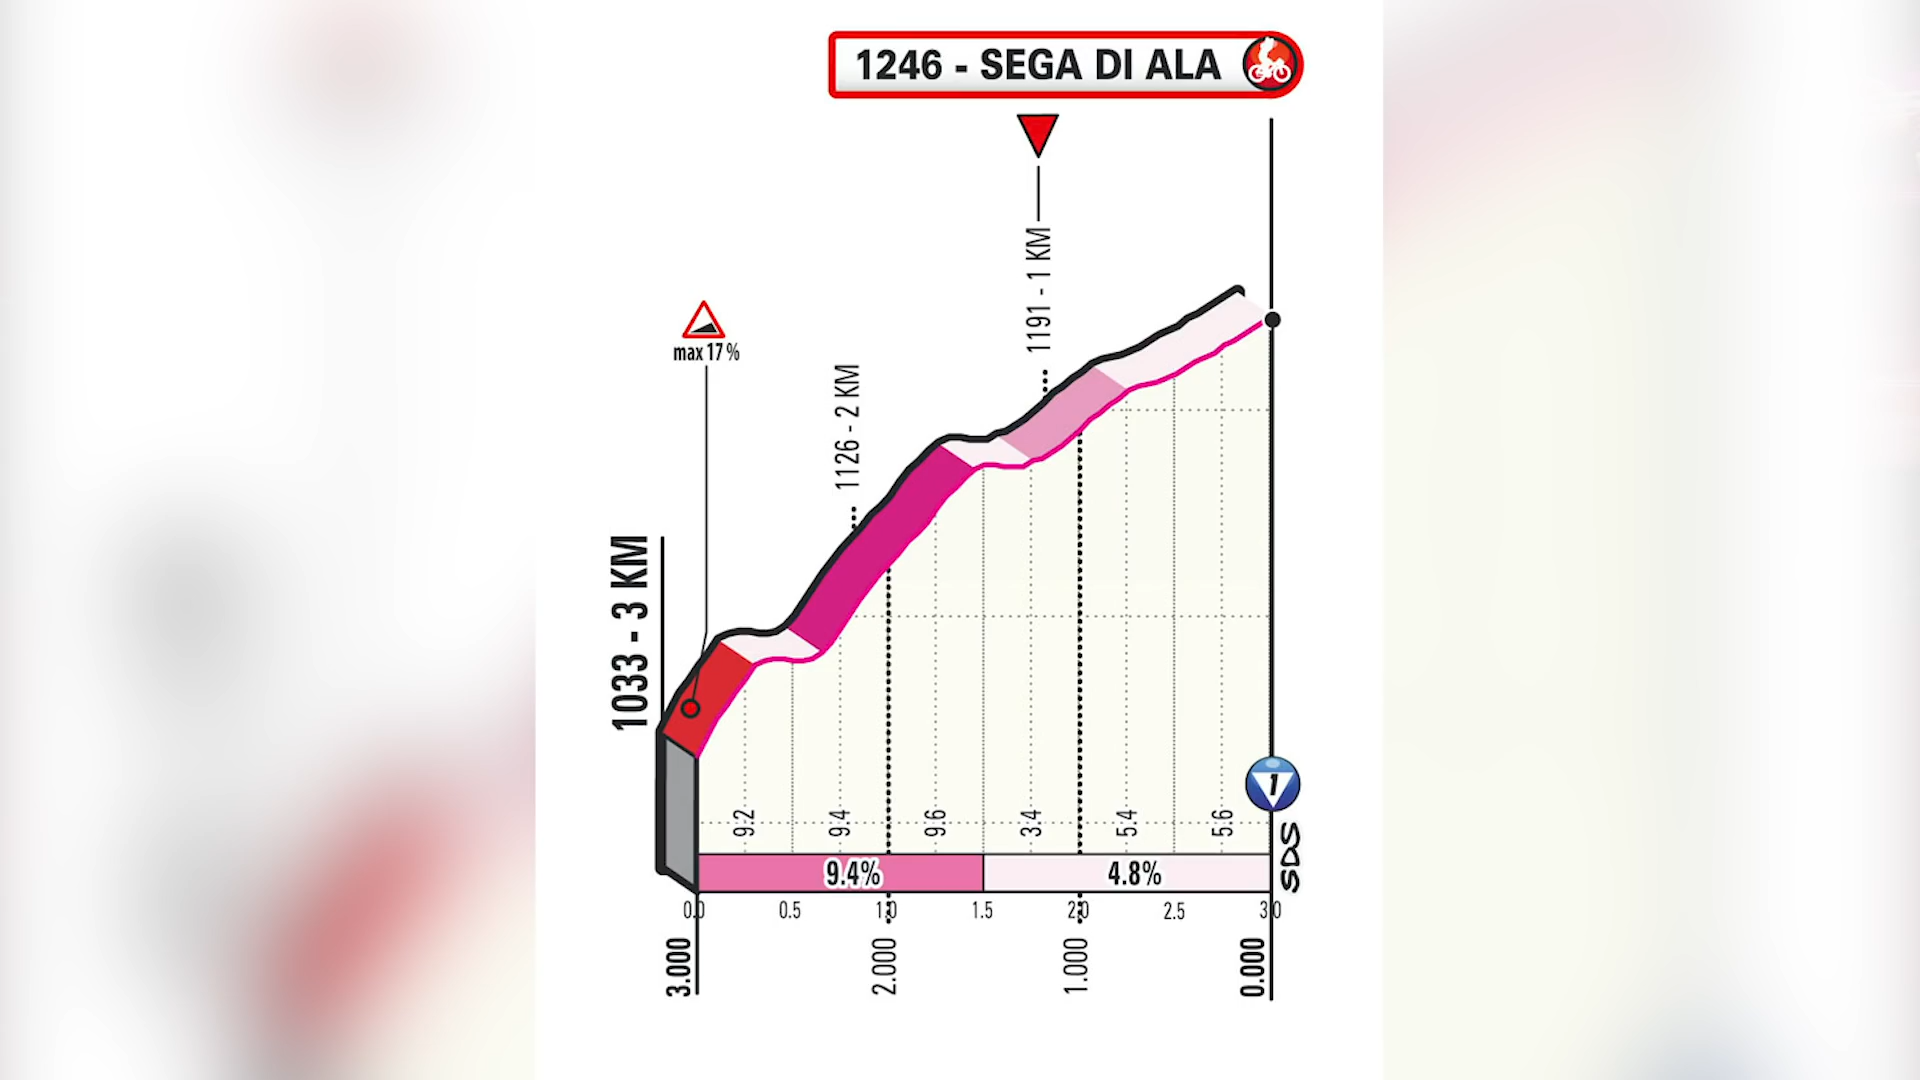 1246 - SEGA DI ALA
1191 - 1 KM
max 17 %
1126 - 2 KM
1033 - 3 KM
9.2 9.4 9.6 3.4 5.4 5.6
1
SDS
9.4% 4.8%
0.0 0.5 1.0 1.5 2.0 2.5 3.0
3.000 2.000 1.000 0.000